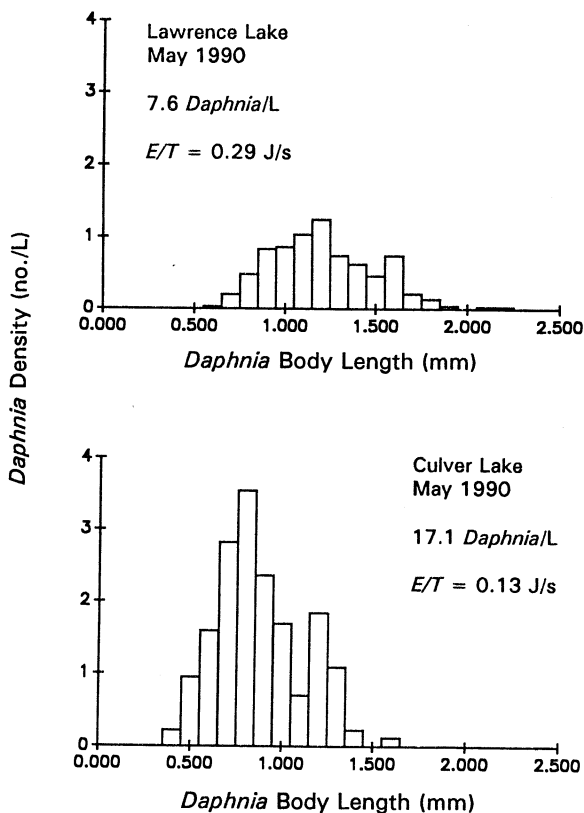 Daphnia Density (no./L)
4
3
2
1
0
Lawrence Lake
May 1990
7.6 Daphnia/L
E/T = 0.29 J/s
0.000 0.500 1.000 1.500 2.000 2.500
Daphnia Body Length (mm)
4
3
2
1
0
Culver Lake
May 1990
17.1 Daphnia/L
E/T = 0.13 J/s
0.000 0.500 1.000 1.500 2.000 2.500
Daphnia Body Length (mm)